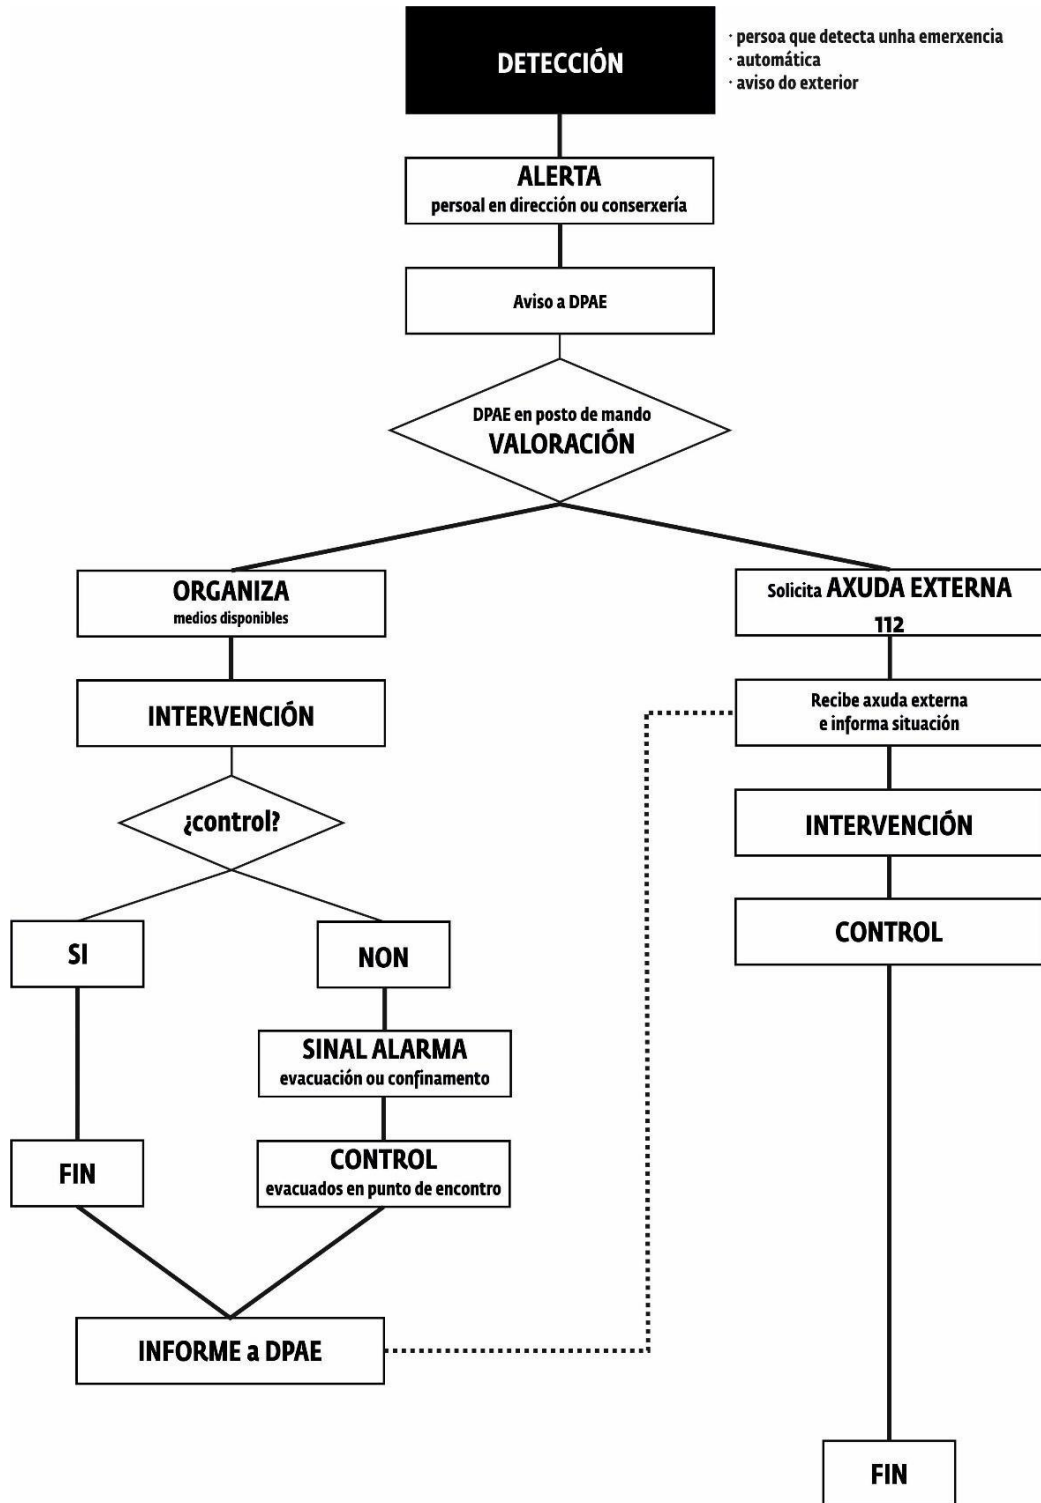 DETECCIÓN
· persoa que detecta unha emerxencia
· automática
· aviso do exterior
ALERTA
persoal en dirección ou conserxería
Aviso a DPAE
DPAE en posto de mando
VALORACIÓN
ORGANIZA
medios disponibles
Solicita AXUDA EXTERNA
112
INTERVENCIÓN
Recibe axuda externa
e informa situación
¿control?
INTERVENCIÓN
SI
NON
CONTROL
SINAL ALARMA
evacuación ou confinamento
FIN
CONTROL
evacuados en punto de encontro
INFORME a DPAE
FIN